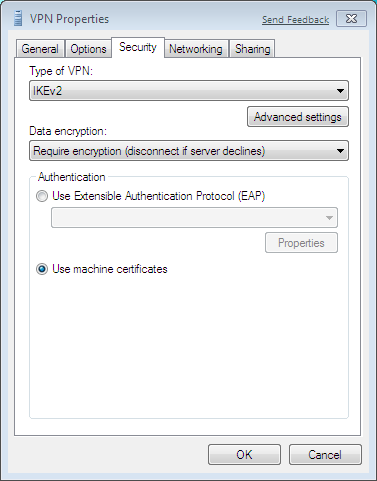 VPN Properties
Send Feedback
General Options Security Networking Sharing
Type of VPN:
IKEv2
Advanced settings
Data encryption:
Require encryption (disconnect if server declines)
Authentication
Use Extensible Authentication Protocol (EAP)
Properties
Use machine certificates
OK Cancel